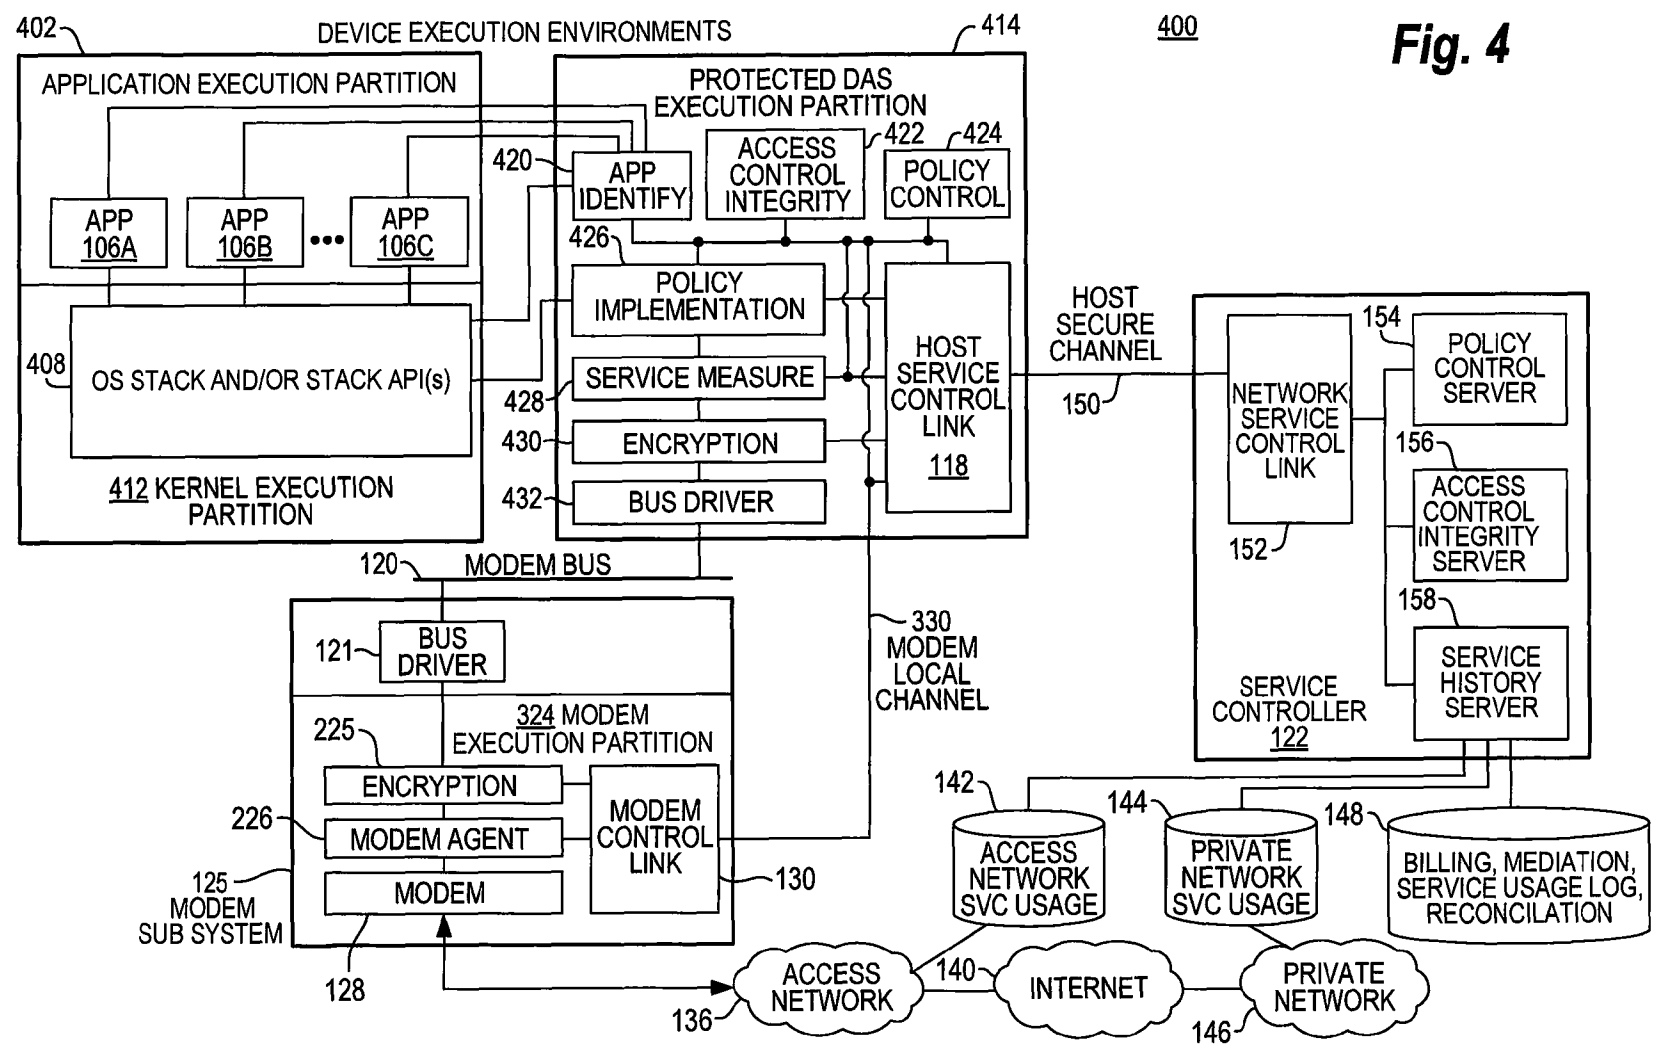 402
DEVICE EXECUTION ENVIRONMENTS
414
400
Fig. 4
APPLICATION EXECUTION PARTITION
PROTECTED DAS
EXECUTION PARTITION
420
APP
IDENTIFY
ACCESS
CONTROL
INTEGRITY
422
424
POLICY
CONTROL
APP
106A
APP
106B
•••
APP
106C
426
POLICY
IMPLEMENTATION
408
OS STACK AND/OR STACK API(s)
428
SERVICE MEASURE
430
ENCRYPTION
432
BUS DRIVER
HOST
SERVICE
CONTROL
LINK
118
412 KERNEL EXECUTION
PARTITION
HOST
SECURE
CHANNEL
150
NETWORK
SERVICE
CONTROL
LINK
152
154
POLICY
CONTROL
SERVER
156
ACCESS
CONTROL
INTEGRITY
SERVER
158
SERVICE
HISTORY
SERVER
SERVICE
CONTROLLER
122
120
MODEM BUS
121
BUS
DRIVER
330
MODEM
LOCAL
CHANNEL
324 MODEM
EXECUTION PARTITION
225
ENCRYPTION
226
MODEM AGENT
MODEM
MODEM
CONTROL
LINK
130
125
MODEM
SUB SYSTEM
128
142
ACCESS
NETWORK
SVC USAGE
144
PRIVATE
NETWORK
SVC USAGE
148
BILLING, MEDIATION,
SERVICE USAGE LOG,
RECONCILATION
ACCESS
NETWORK
136
140
INTERNET
PRIVATE
NETWORK
146